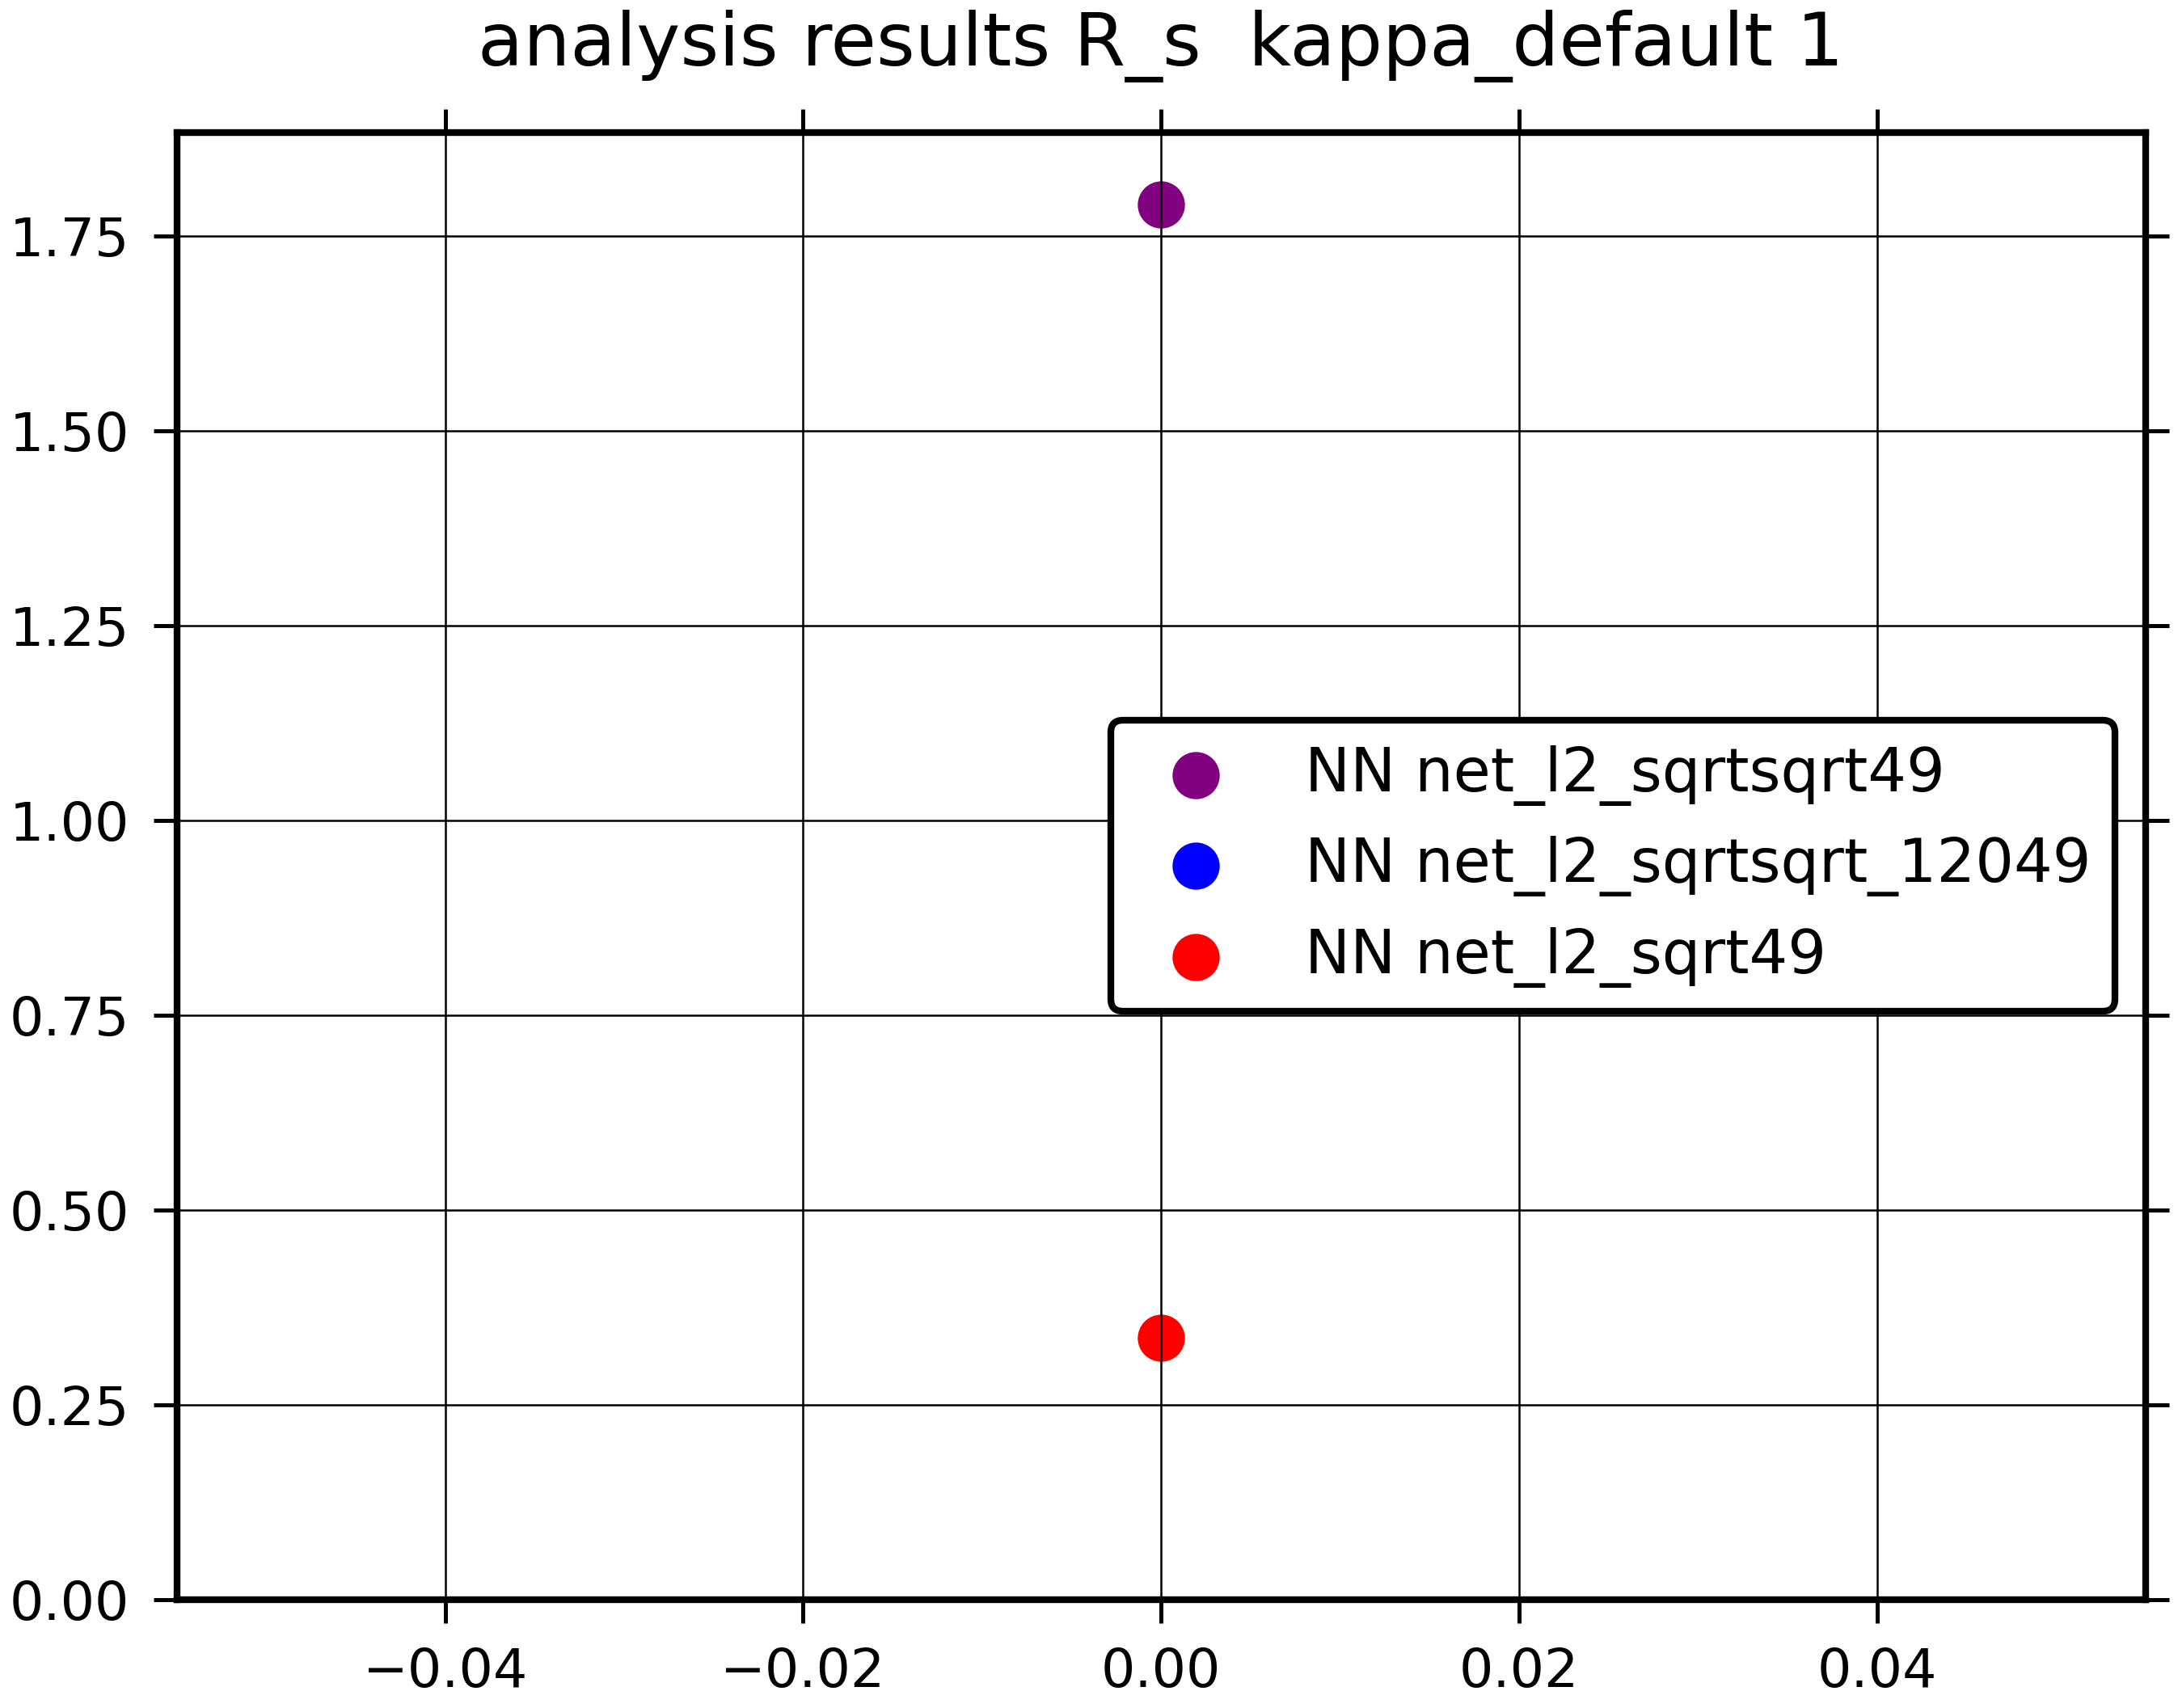 analysis results R_s  kappa_default 1
1.75
1.50
1.25
1.00
0.75
0.50
0.25
0.00
NN net_l2_sqrtsqrt49
NN net_l2_sqrtsqrt_12049
NN net_l2_sqrt49
−0.04 −0.02 0.00 0.02 0.04